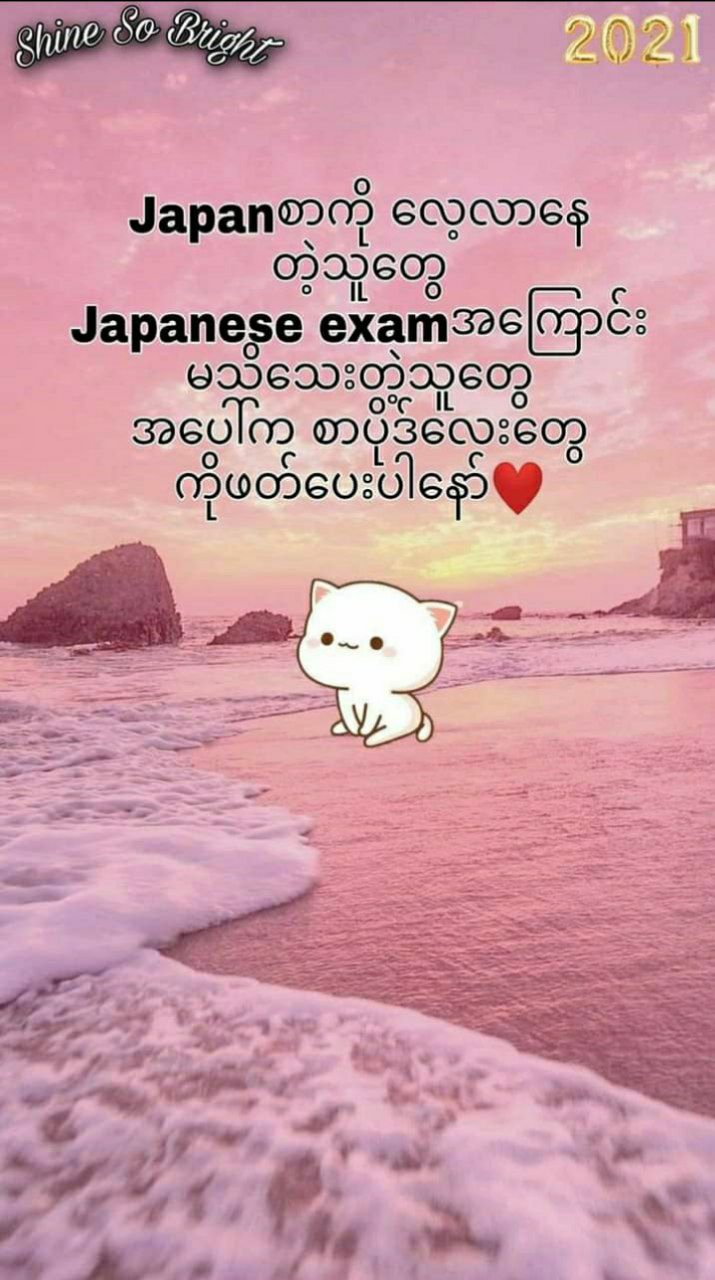 Shine So Bright
2021
Japanစာကို လေ့လာနေ
တဲ့သူတွေ
Japanese examအကြောင်း
မသိသေးတဲ့သူတွေ
အပေါ်က စာပိုဒ်လေးတွေ
ကိုဖတ်ပေးပါနော်❤️